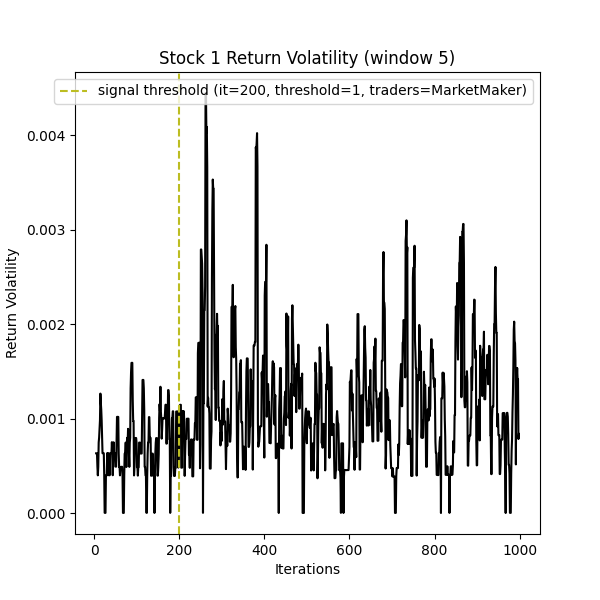 Stock 1 Return Volatility (window 5)
signal threshold (it=200, threshold=1, traders=MarketMaker)
0.004
0.003
0.002
0.001
0.000
Return Volatility
0 200 400 600 800 1000
Iterations